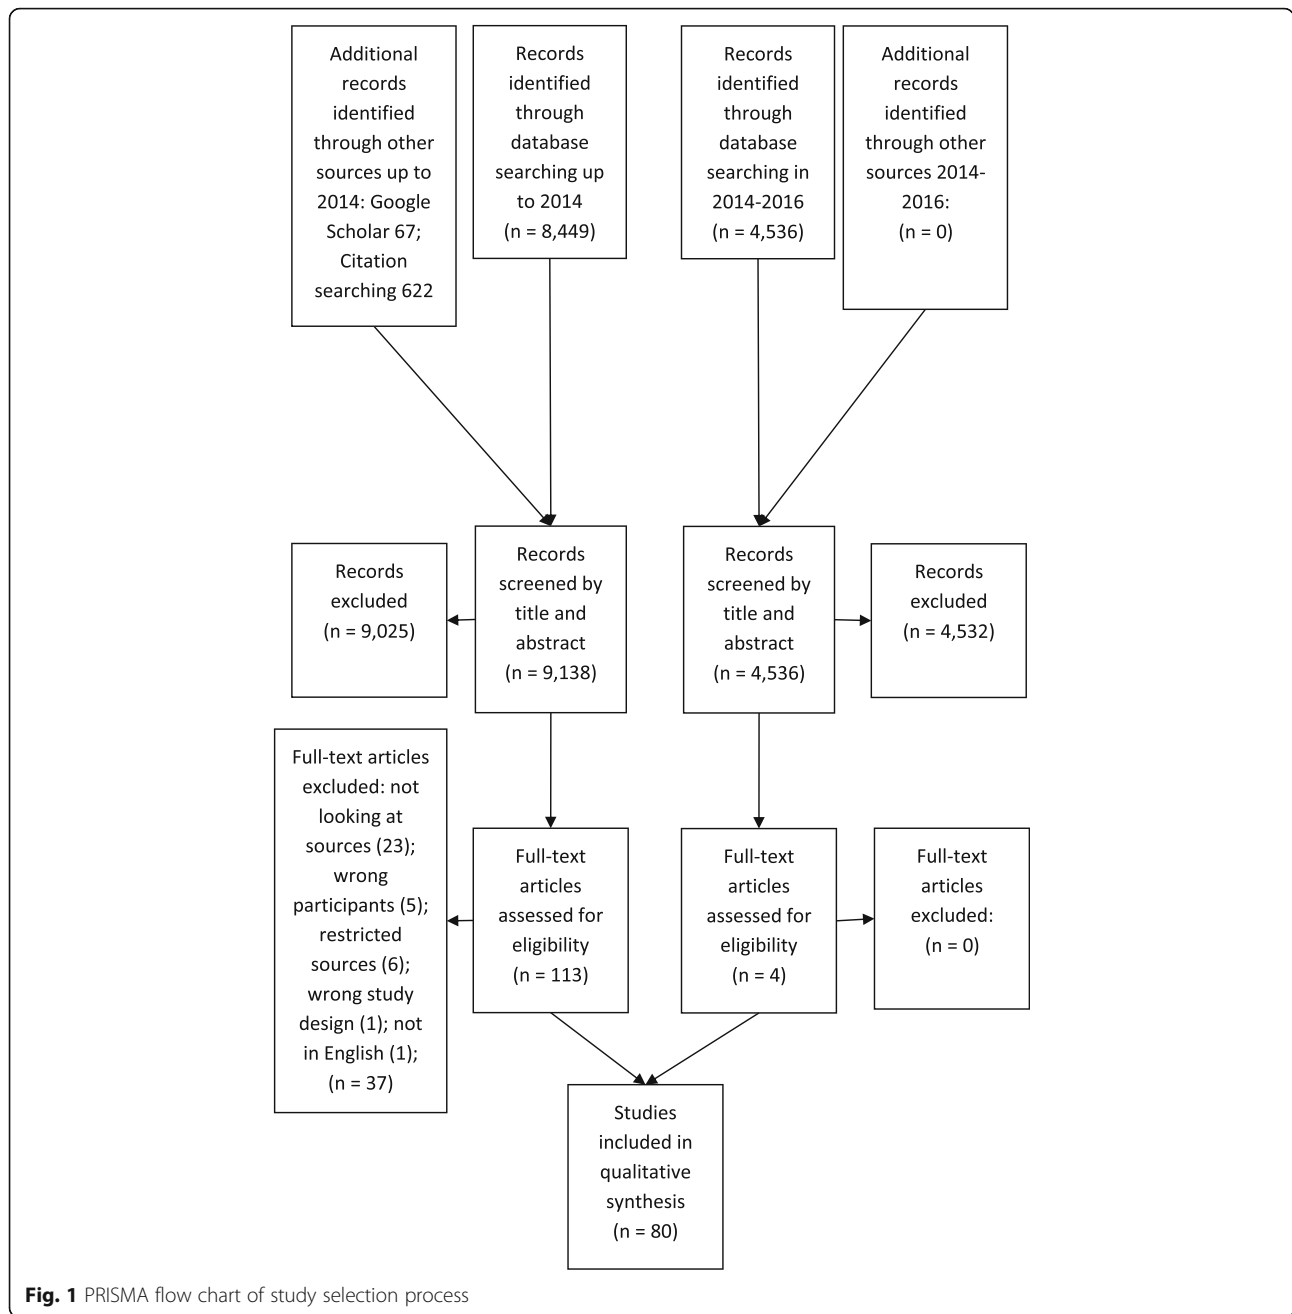 Additional
records
identified
through other
sources up to
2014: Google
Scholar 67;
Citation
searching 622
Records
identified
through
database
searching up
to 2014
(n = 8,449)
Records
identified
through
database
searching in
2014-2016
(n = 4,536)
Additional
records
identified
through other
sources 2014-
2016:
(n = 0)
Records
excluded
(n = 9,025)
Records
screened by
title and
abstract
(n = 9,138)
Records
screened by
title and
abstract
(n = 4,536)
Records
excluded
(n = 4,532)
Full-text articles
excluded: not
looking at
sources (23);
wrong
participants (5);
restricted
sources (6);
wrong study
design (1); not
in English (1);
(n = 37)
Full-text
articles
assessed for
eligibility
(n = 113)
Full-text
articles
assessed for
eligibility
(n = 4)
Full-text
articles
excluded:
(n = 0)
Studies
included in
qualitative
synthesis
(n = 80)
Fig. 1 PRISMA flow chart of study selection process